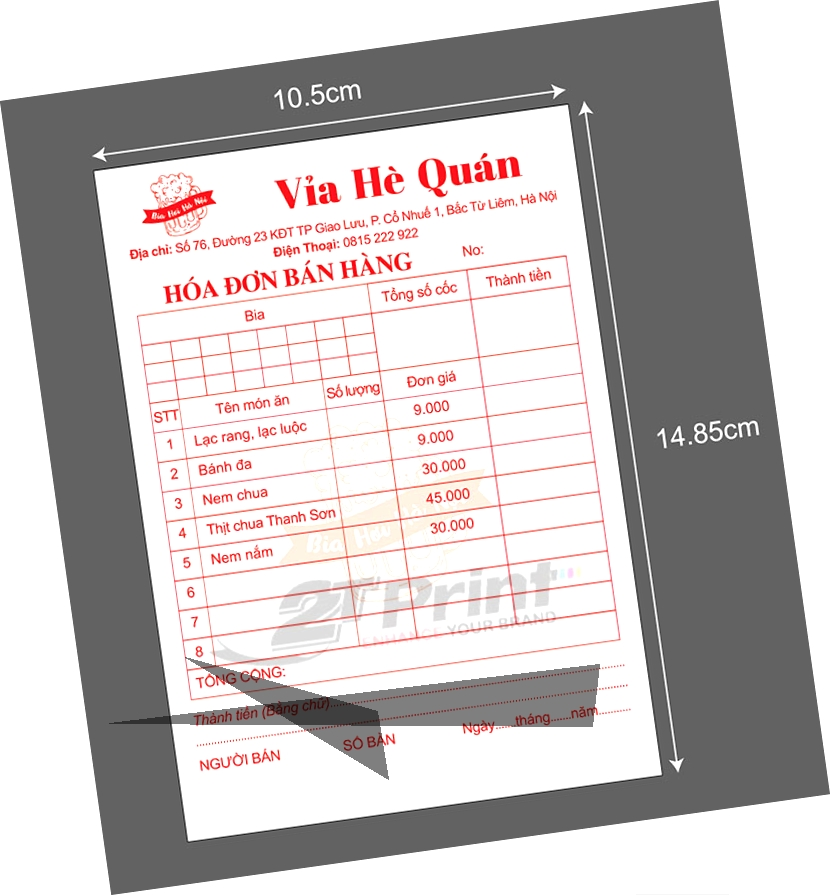 10.5cm
Vỉa Hè Quán
Bia Hơi Hà Nội
Địa chỉ: Số 76, Đường 23 KĐT TP Giao Lưu, P. Cổ Nhuế 1, Bắc Từ Liêm, Hà Nội
Điện Thoại: 0815 222 922
HÓA ĐƠN BÁN HÀNG No:
Bia Tổng số cốc Thành tiền
STT Tên món ăn Số lượng Đơn giá
1 Lạc rang, lạc luộc 9.000
2 Bánh đa 9.000
3 Nem chua 30.000
4 Thịt chua Thanh Sơn 45.000
5 Nem nắm 30.000
6
7
8
14.85cm
Bia Hơi Hà Nội
2T Print
ENHANCE YOUR BRAND
TỔNG CỘNG:
Thành tiền (Bằng chữ)
Ngày......tháng......năm
NGƯỜI BÁN SỐ BÀN